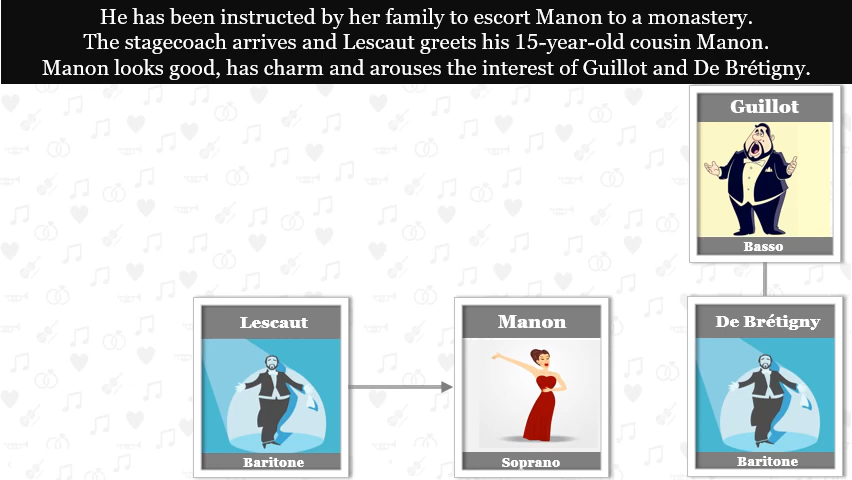 He has been instructed by her family to escort Manon to a monastery.
The stagecoach arrives and Lescaut greets his 15-year-old cousin Manon.
Manon looks good, has charm and arouses the interest of Guillot and De Brétigny.
Guillot
Basso
Lescaut
Baritone
Manon
Soprano
De Brétigny
Baritone